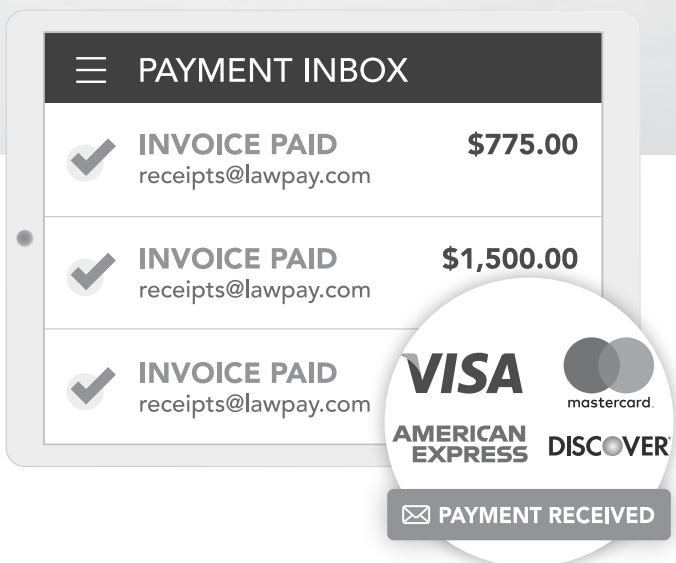 PAYMENT INBOX
INVOICE PAID $775.00
receipts@lawpay.com
INVOICE PAID $1,500.00
receipts@lawpay.com
INVOICE PAID
receipts@lawpay.com
VISA mastercard.
AMERICAN EXPRESS DISCOVER
PAYMENT RECEIVED